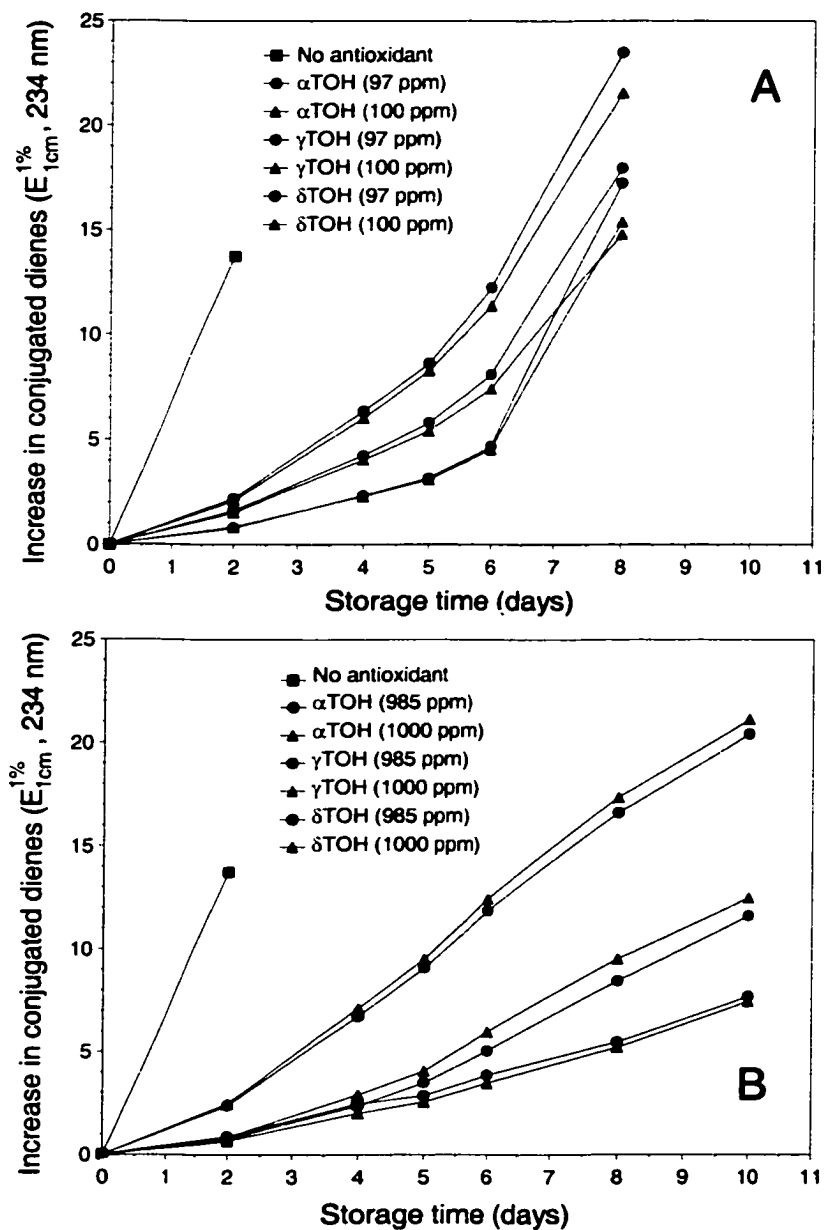 25
20
15
10
5
0
Increase in conjugated dienes (E1%1cm, 234 nm)
No antioxidant
αTOH (97 ppm)
αTOH (100 ppm)
γTOH (97 ppm)
γTOH (100 ppm)
δTOH (97 ppm)
δTOH (100 ppm)
A
0 1 2 3 4 5 6 7 8 9 10 11
Storage time (days)
25
20
15
10
5
0
Increase in conjugated dienes (E1%1cm, 234 nm)
No antioxidant
αTOH (985 ppm)
αTOH (1000 ppm)
γTOH (985 ppm)
γTOH (1000 ppm)
δTOH (985 ppm)
δTOH (1000 ppm)
B
0 1 2 3 4 5 6 7 8 9 10 11
Storage time (days)